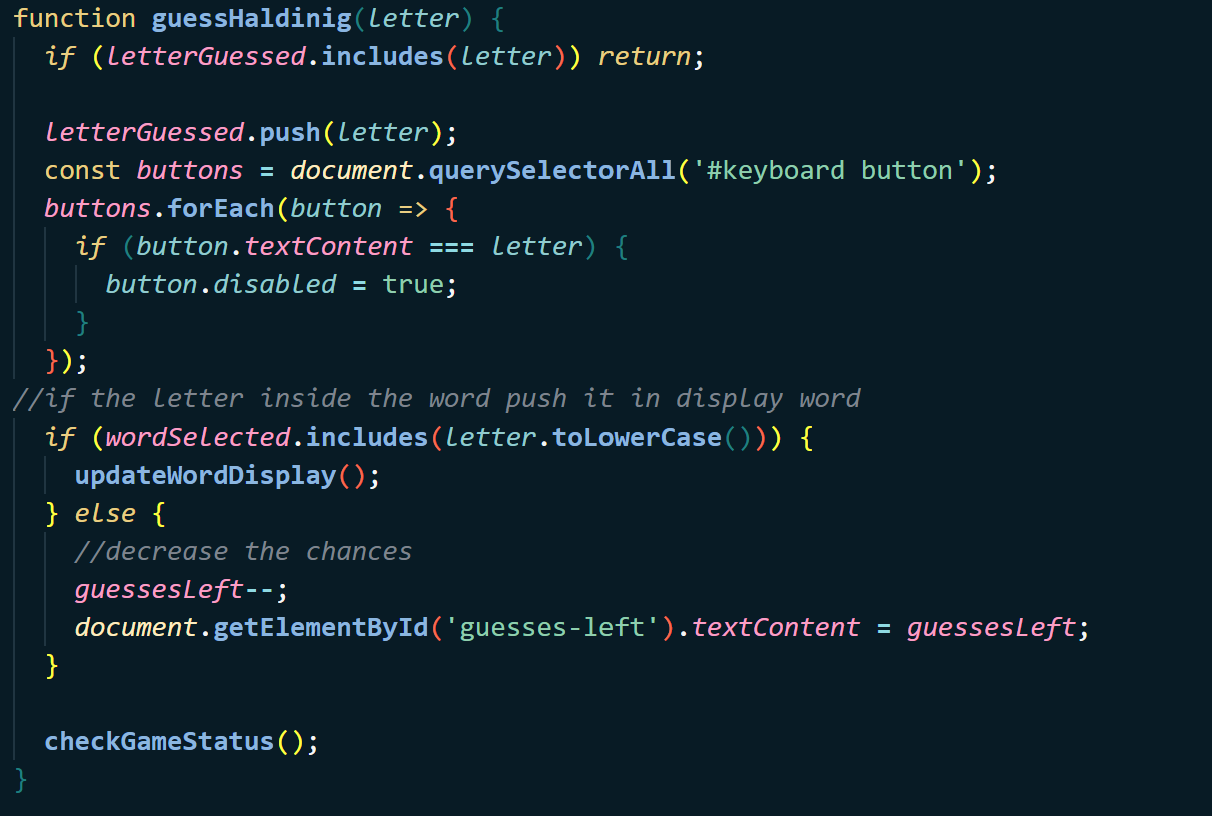 function guessHaldinig(letter) {
if (letterGuessed.includes(letter)) return;
letterGuessed.push(letter);
const buttons = document.querySelectorAll('#keyboard button');
buttons.forEach(button => {
if (button.textContent === letter) {
button.disabled = true;
}
});
//if the letter inside the word push it in display word
if (wordSelected.includes(letter.toLowerCase())) {
updateWordDisplay();
} else {
//decrease the chances
guessesLeft--;
document.getElementById('guesses-left').textContent = guessesLeft;
}
checkGameStatus();
}